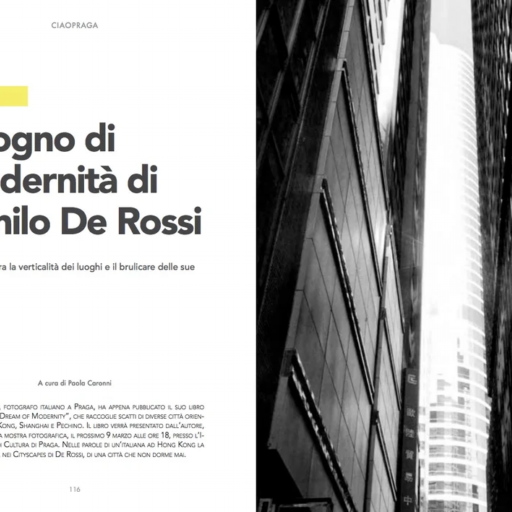 CIAOPRAGA
ogno di
dernità di
nilo De Rossi
ra la verticalità dei luoghi e il brulicare delle sue
A cura di Paola Caronni
fotografo italiano a Praga, ha appena pubblicato il suo libro
Dream of Modernity", che raccoglie scatti di diverse città orien-
Kong, Shanghai e Pechino. Il libro verrà presentato dall'autore,
a mostra fotografica, il prossimo 9 marzo alle ore 18, presso l'I-
di Cultura di Praga. Nelle parole di un'italiana ad Hong Kong la
nei Cityscapes di De Rossi, di una città che non dorme mai.
116